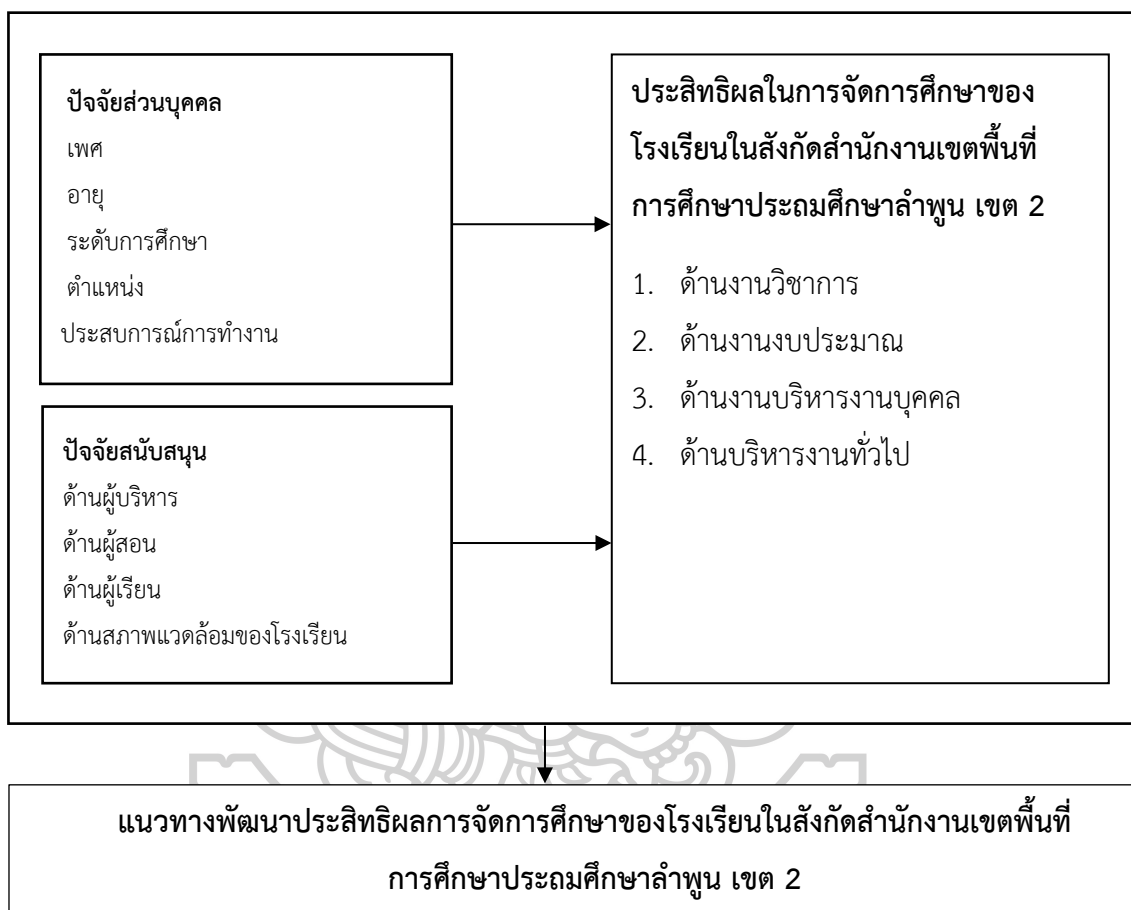 ปัจจัยส่วนบุคคล
เพศ
อายุ
ระดับการศึกษา
ตำแหน่ง
ประสบการณ์การทำงาน
ปัจจัยสนับสนุน
ด้านผู้บริหาร
ด้านผู้สอน
ด้านผู้เรียน
ด้านสภาพแวดล้อมของโรงเรียน
ประสิทธิผลในการจัดการศึกษาของ
โรงเรียนในสังกัดสำนักงานเขตพื้นที่
การศึกษาประถมศึกษาลำพูน เขต 2
1. ด้านงานวิชาการ
2. ด้านงานงบประมาณ
3. ด้านงานบริหารงานบุคคล
4. ด้านบริหารงานทั่วไป
แนวทางพัฒนาประสิทธิผลการจัดการศึกษาของโรงเรียนในสังกัดสำนักงานเขตพื้นที่
การศึกษาประถมศึกษาลำพูน เขต 2